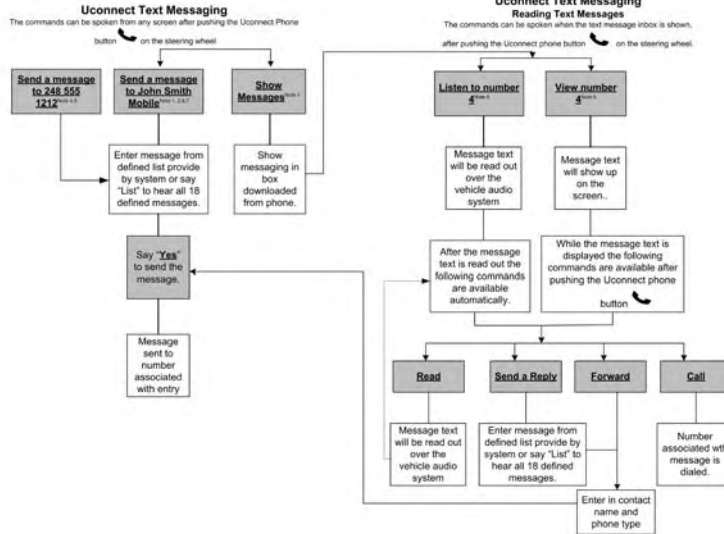 Uconnect Text Messaging
The commands can be spoken from any screen after pushing the Uconnect Phone
button on the steering wheel
Send a message
to 248 555
1212
Send a message
to John Smith
Mobile
Show
Messages
Enter message from
defined list provide
by system or say
“List” to hear all 18
defined messages.
Show
messaging in
box
downloaded
from phone.
Say “Yes”
to send the
message.
Message
sent to
number
associated
with entry
Uconnect Text Messaging
Reading Text Messages
The commands can be spoken when the text message inbox is shown,
after pushing the Uconnect phone button on the steering wheel.
Listen to number
4
View number
4
Message text
will be read out
over the
vehicle audio
system
Message text
will show up
on the
screen..
After the message
text is read out the
following commands
are available
automatically.
While the message text is
displayed the following
commands are available after
pushing the Uconnect phone
button
Read
Send a Reply
Forward
Call
Message text
will be read out
over the
vehicle audio
system
Enter message from
defined list provide by
system or say “List” to
hear all 18 defined
messages.
Number
associated wth
message is
dialed.
Enter in contact
name and
phone type